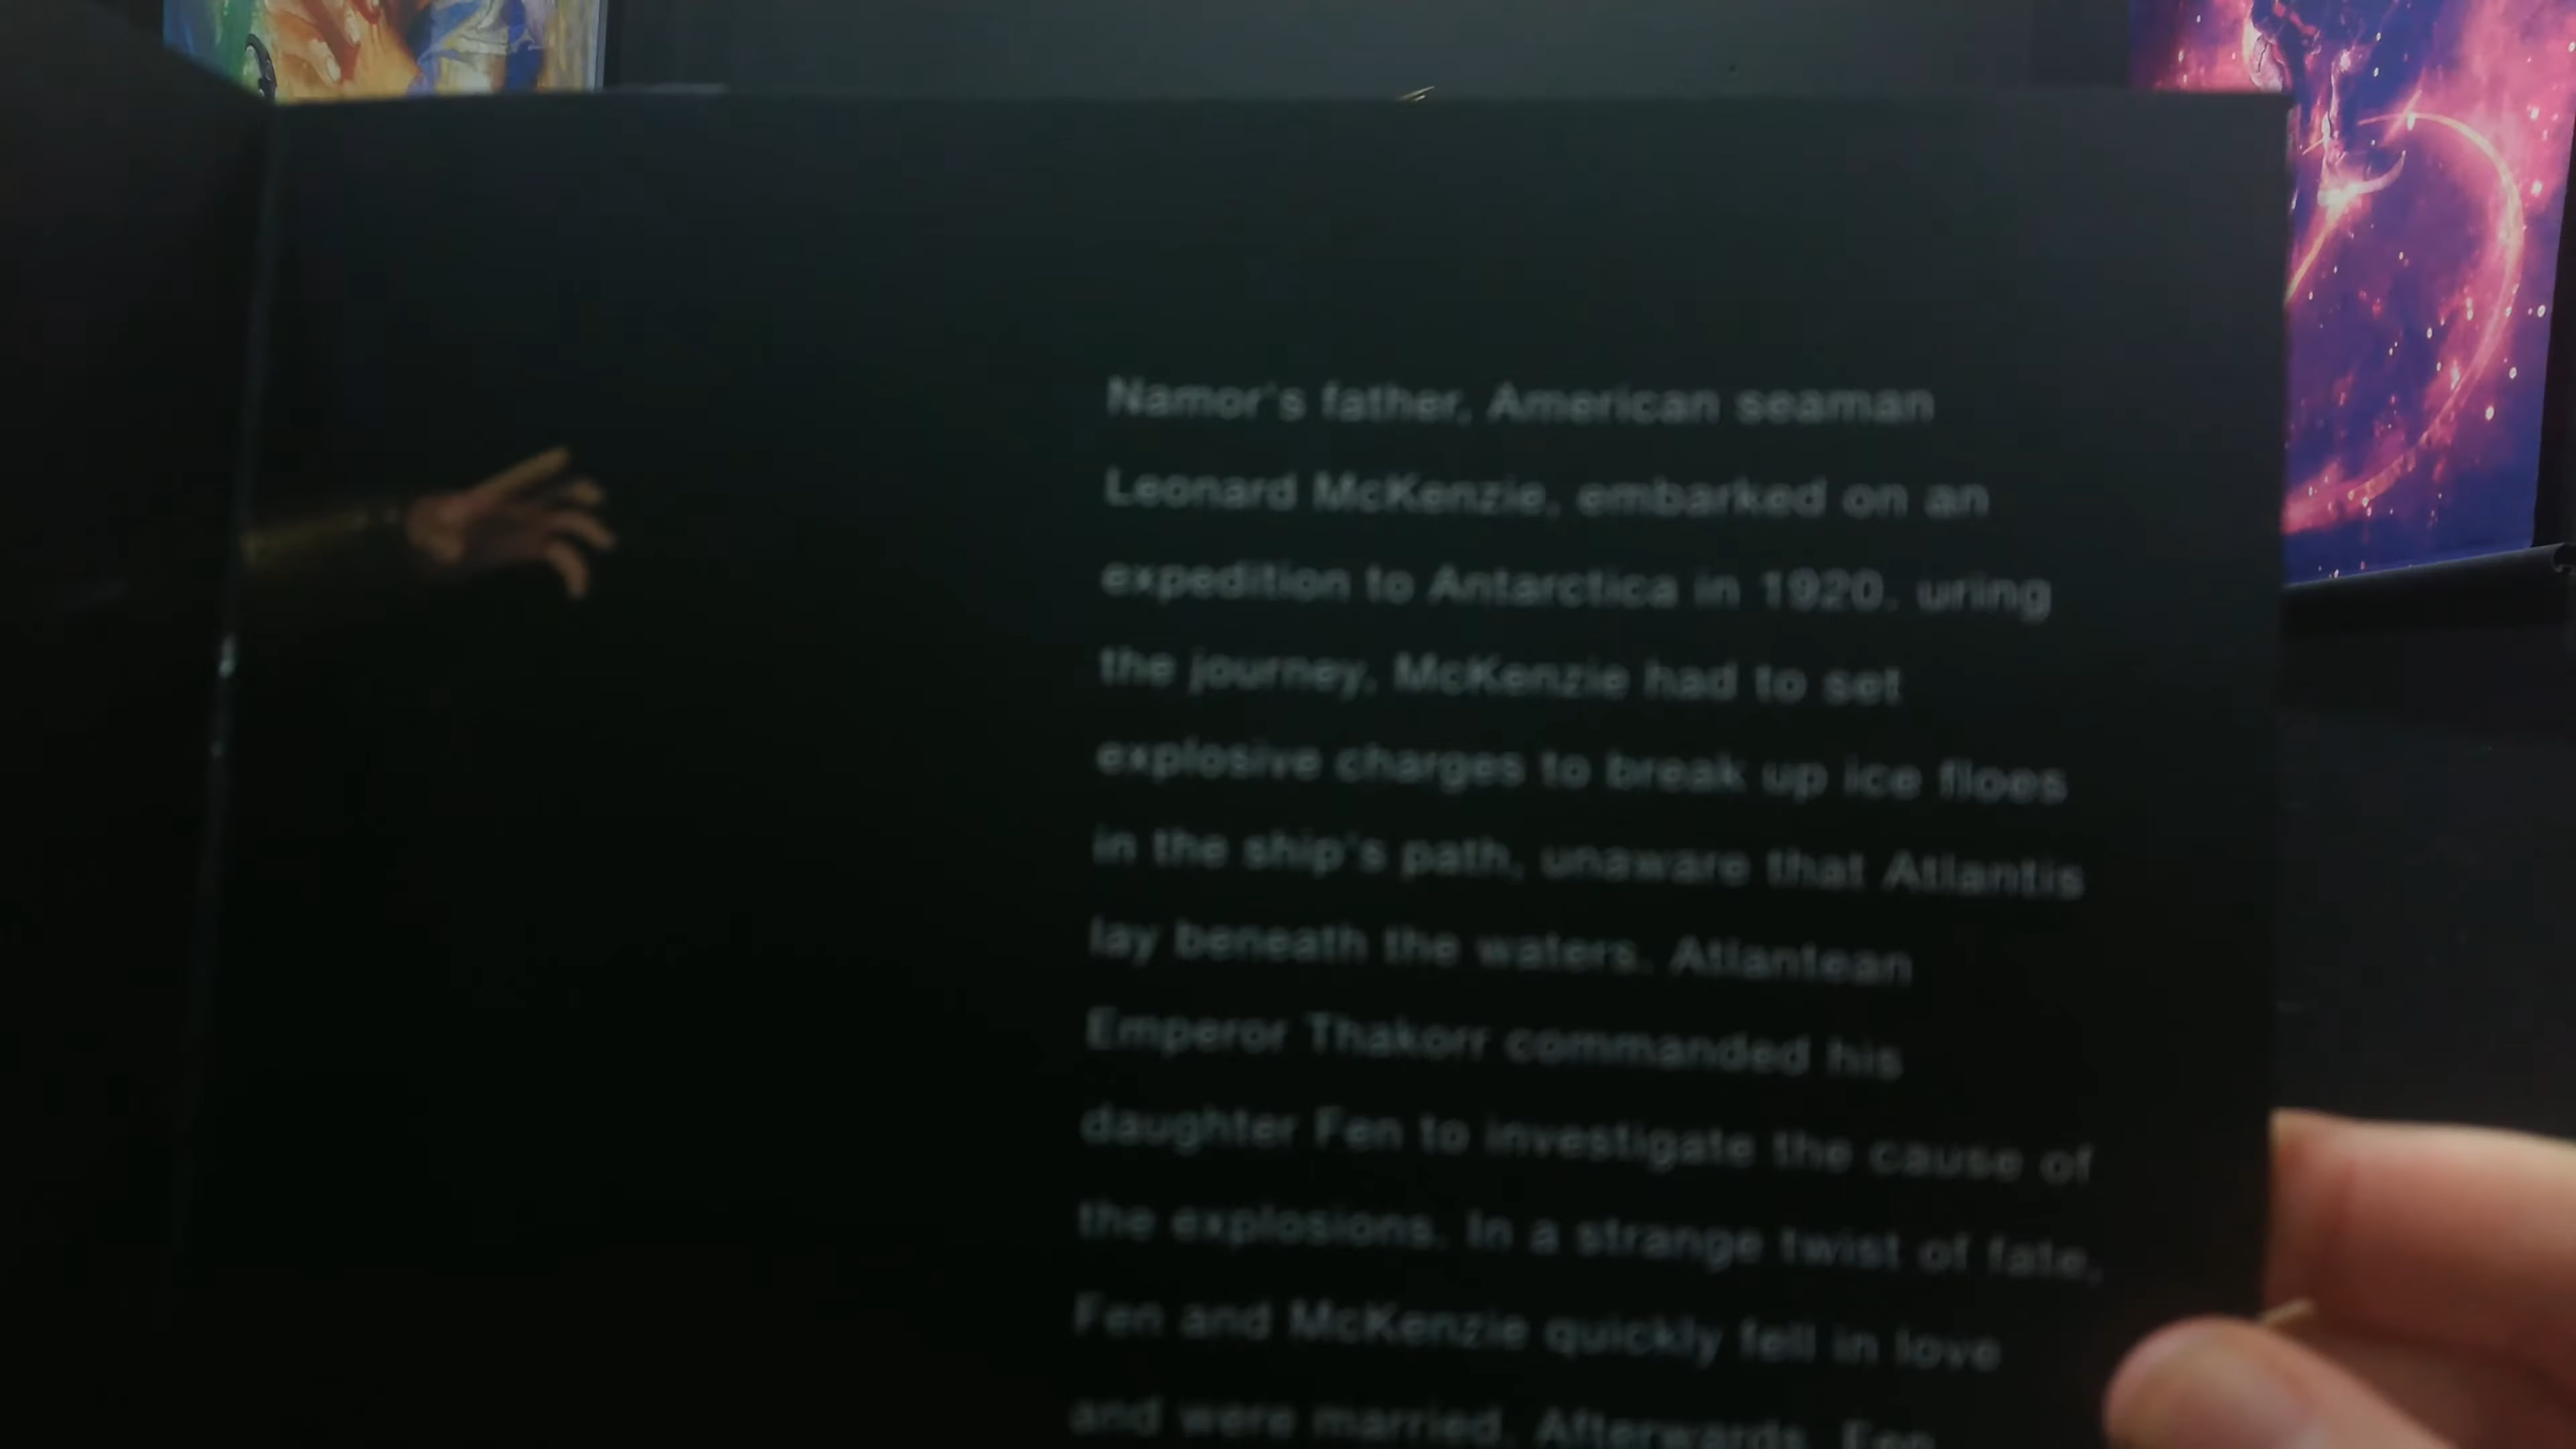 Namor's father, American seaman
Leonard McKenzie, embarked on an
expedition to Antarctica in 1920. uring
the journey, McKenzie had to set
explosive charges to break up ice floes
in the ship's path, unaware that Atlantis
lay beneath the waters. Atlantean
Emperor Thakorr commanded his
daughter Fen to investigate the cause of
the explosions. In a strange twist of fate,
Fen and McKenzie quickly fell in love
and were married. Afterwards, Fen